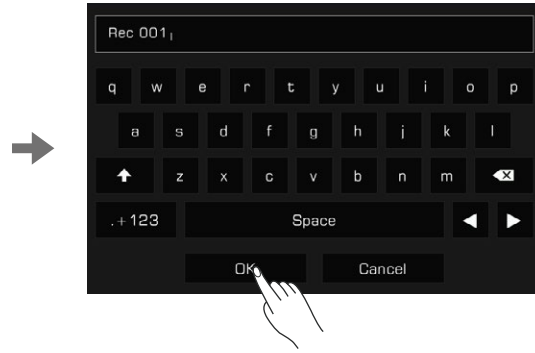 Rec 001
q w e r t y u i o p
a s d f g h j k l
z x c v b n m
.+123 Space
OK Cancel